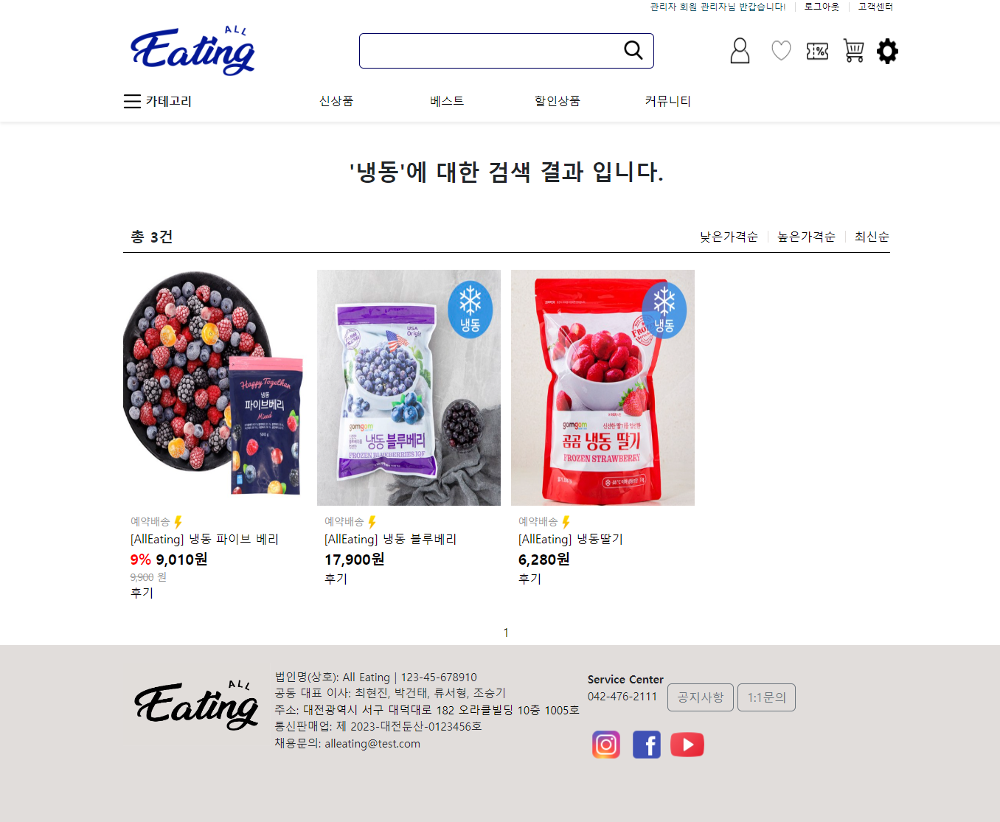 관리자 회원 관리자님 반갑습니다! 로그아웃 고객센터
ALL
Eating
%
카테고리 신상품 베스트 할인상품 커뮤니티
'냉동'에 대한 검색 결과 입니다.
총 3건 낮은가격순 높은가격순 최신순
Happy Together
냉동
파이브베리
Mixed
500g
냉동
USA
Origin
gomgom
냉동 블루베리
FROZEN BLUEBERRIES IQF
냉동
gomgom
곰곰 냉동 딸기
FROZEN STRAWBERRY
예약배송
[AllEating] 냉동 파이브 베리
9% 9,010원
9,900 원
후기
예약배송
[AllEating] 냉동 블루베리
17,900원
후기
예약배송
[AllEating] 냉동딸기
6,280원
후기
1
ALL
Eating
법인명(상호): All Eating | 123-45-678910
공동 대표 이사: 최현진, 박건태, 류서형, 조승기
주소: 대전광역시 서구 대덕대로 182 오라클빌딩 10층 1005호
통신판매업: 제 2023-대전둔산-0123456호
채용문의: alleating@test.com
Service Center
042-476-2111 공지사항 1:1문의